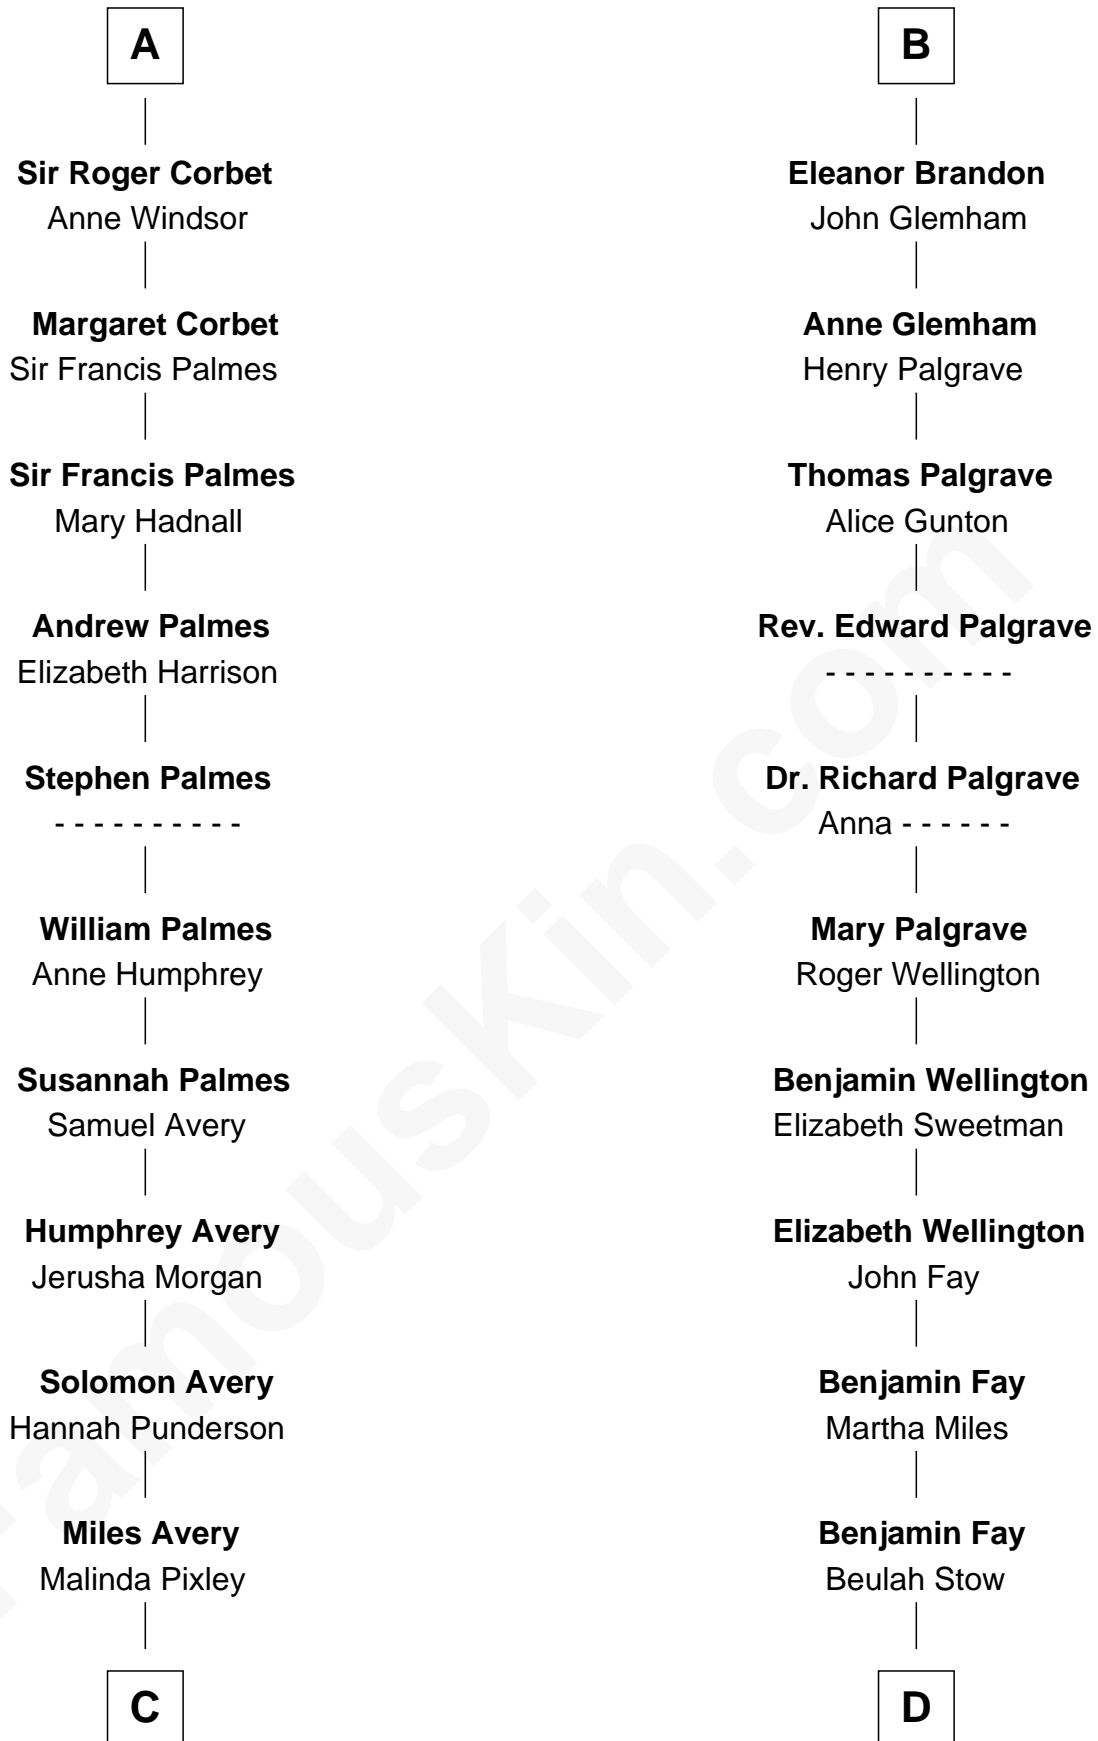 A
Sir Roger Corbet
Anne Windsor
Margaret Corbet
Sir Francis Palmes
Sir Francis Palmes
Mary Hadnall
Andrew Palmes
Elizabeth Harrison
Stephen Palmes
- - - - - - - - - -
William Palmes
Anne Humphrey
Susannah Palmes
Samuel Avery
Humphrey Avery
Jerusha Morgan
Solomon Avery
Hannah Punderson
Miles Avery
Malinda Pixley
C
B
Eleanor Brandon
John Glemham
Anne Glemham
Henry Palgrave
Thomas Palgrave
Alice Gunton
Rev. Edward Palgrave
- - - - - - - - - -
Dr. Richard Palgrave
Anna - - - - - -
Mary Palgrave
Roger Wellington
Benjamin Wellington
Elizabeth Sweetman
Elizabeth Wellington
John Fay
Benjamin Fay
Martha Miles
Benjamin Fay
Beulah Stow
D
FamousKin.com